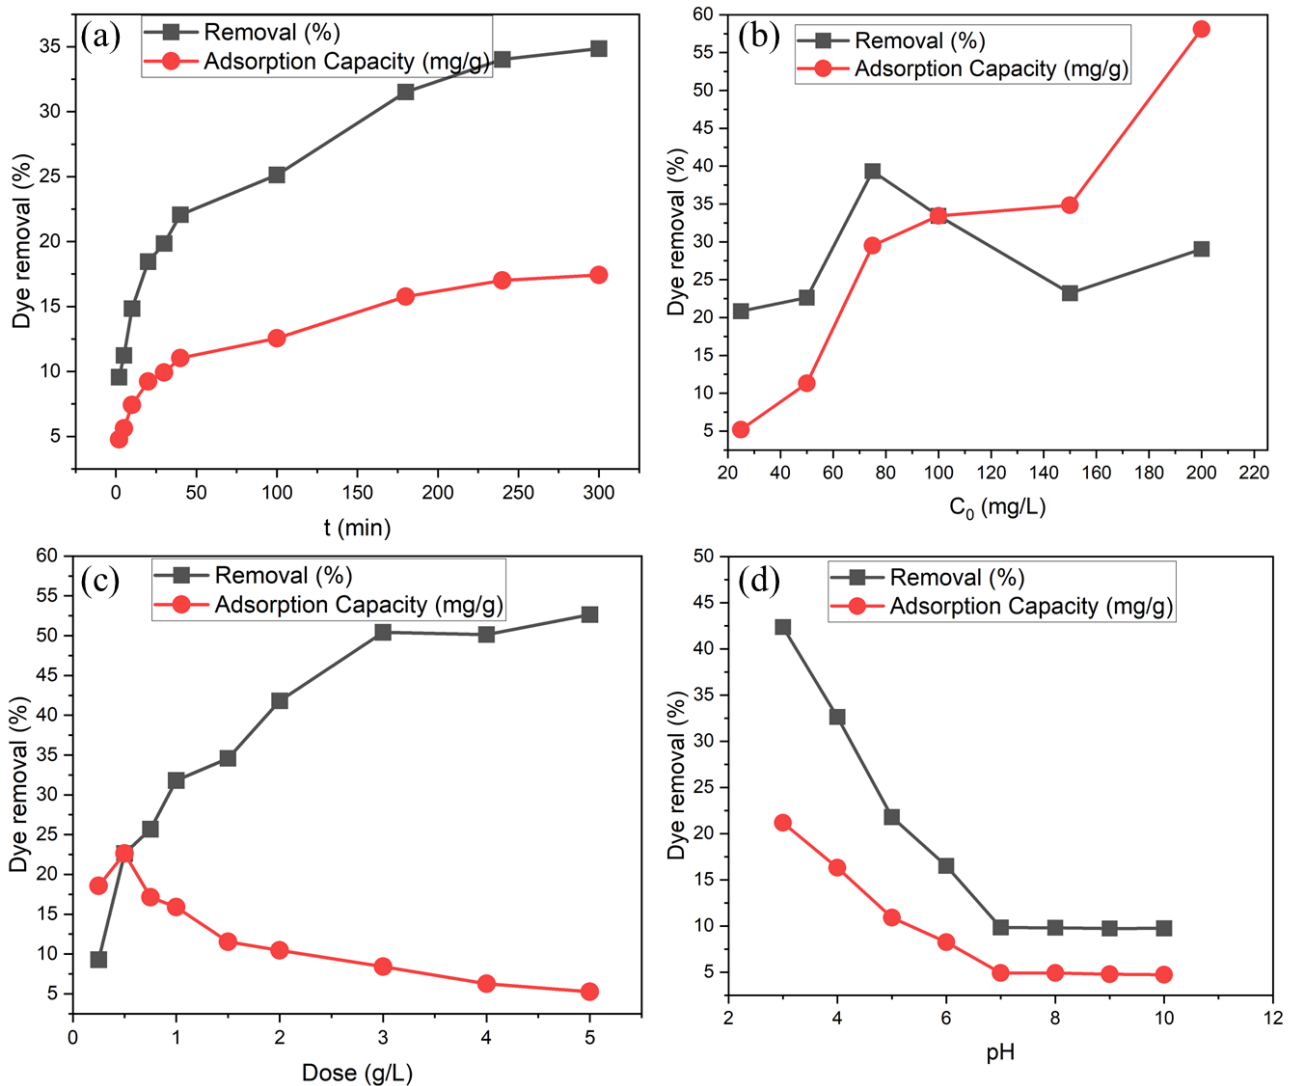 (a)
Removal (%)
Adsorption Capacity (mg/g)
Dye removal (%)
35
30
25
20
15
10
5
0 50 100 150 200 250 300
t (min)
(b)
Removal (%)
Adsorption Capacity (mg/g)
Dye removal (%)
60
55
50
45
40
35
30
25
20
15
10
5
20 40 60 80 100 120 140 160 180 200 220
C₀ (mg/L)
(c)
Removal (%)
Adsorption Capacity (mg/g)
Dye removal (%)
60
55
50
45
40
35
30
25
20
15
10
5
0 1 2 3 4 5
Dose (g/L)
(d)
Removal (%)
Adsorption Capacity (mg/g)
Dye removal (%)
50
45
40
35
30
25
20
15
10
5
2 4 6 8 10 12
pH